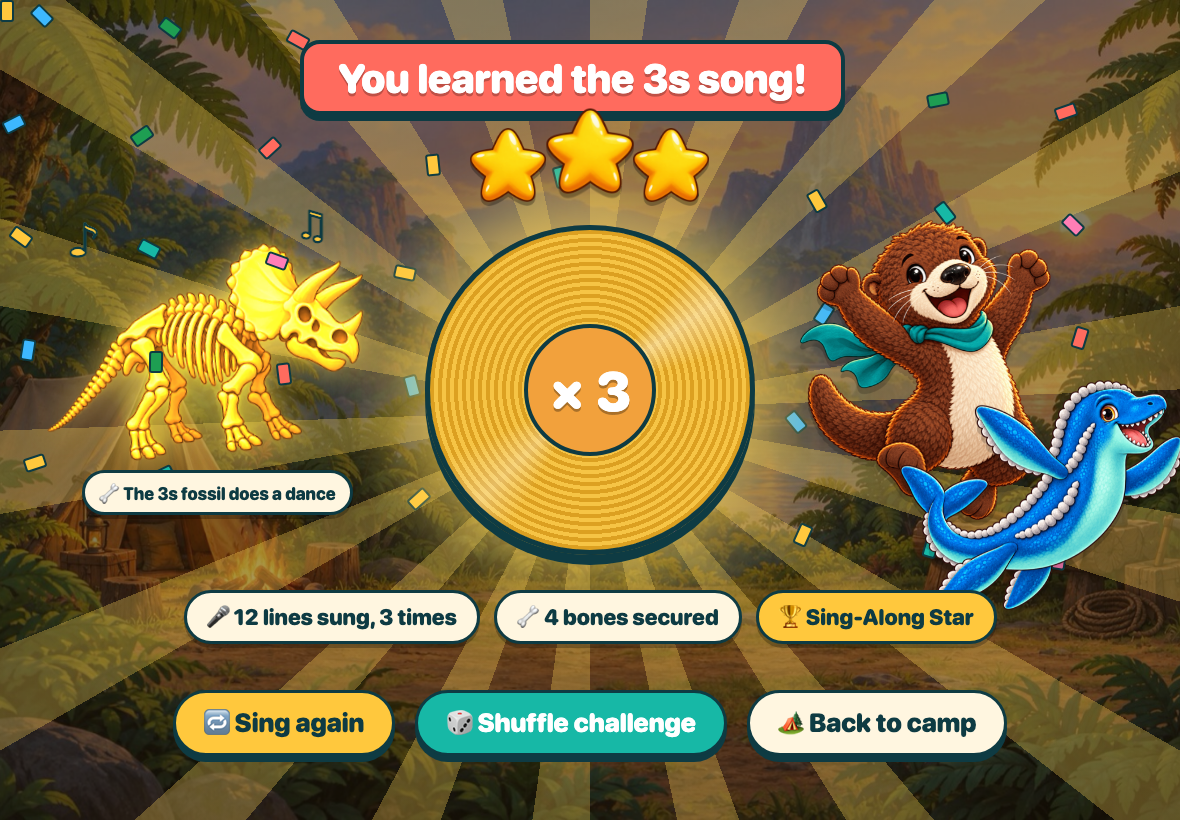 You learned the 3s song!
× 3
🦴 The 3s fossil does a dance
🎤 12 lines sung, 3 times
🦴 4 bones secured
🏆 Sing-Along Star
🔁 Sing again
🎲 Shuffle challenge
🏕️ Back to camp